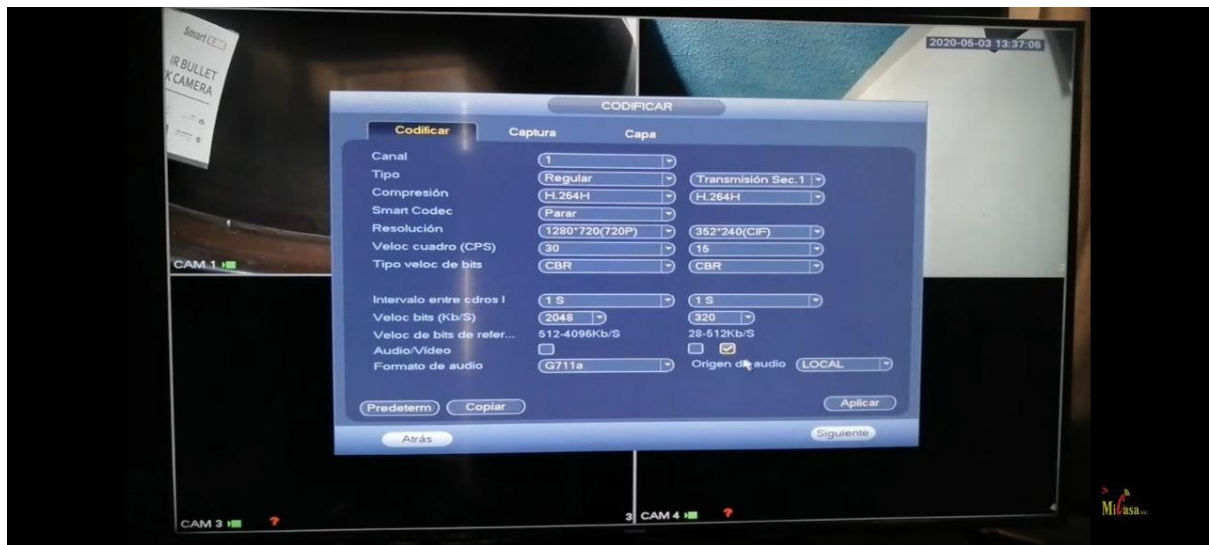 Smart
IR BULLET
K CAMERA
2020-05-03 13:37:06
CODIFICAR
Codificar Captura Capa
Canal 1
Tipo Regular Transmisión Sec.1
Compresión H.264H H.264H
Smart Codec Parar
Resolución 1280*720(720P) 352*240(CIF)
Veloc cuadro (CPS) 30 15
Tipo veloc de bits CBR CBR
Intervalo entre cdros I 1 S 1 S
Veloc bits (Kb/S) 2048 320
Veloc de bits de refer... 512-4096Kb/S 28-512Kb/S
Audio/Vídeo
Formato de audio G711a Origen de audio LOCAL
Predeterm Copiar Aplicar
Atrás Siguiente
CAM 1
2
CAM 3 ? 3 CAM 4 ? 4
MiCasa